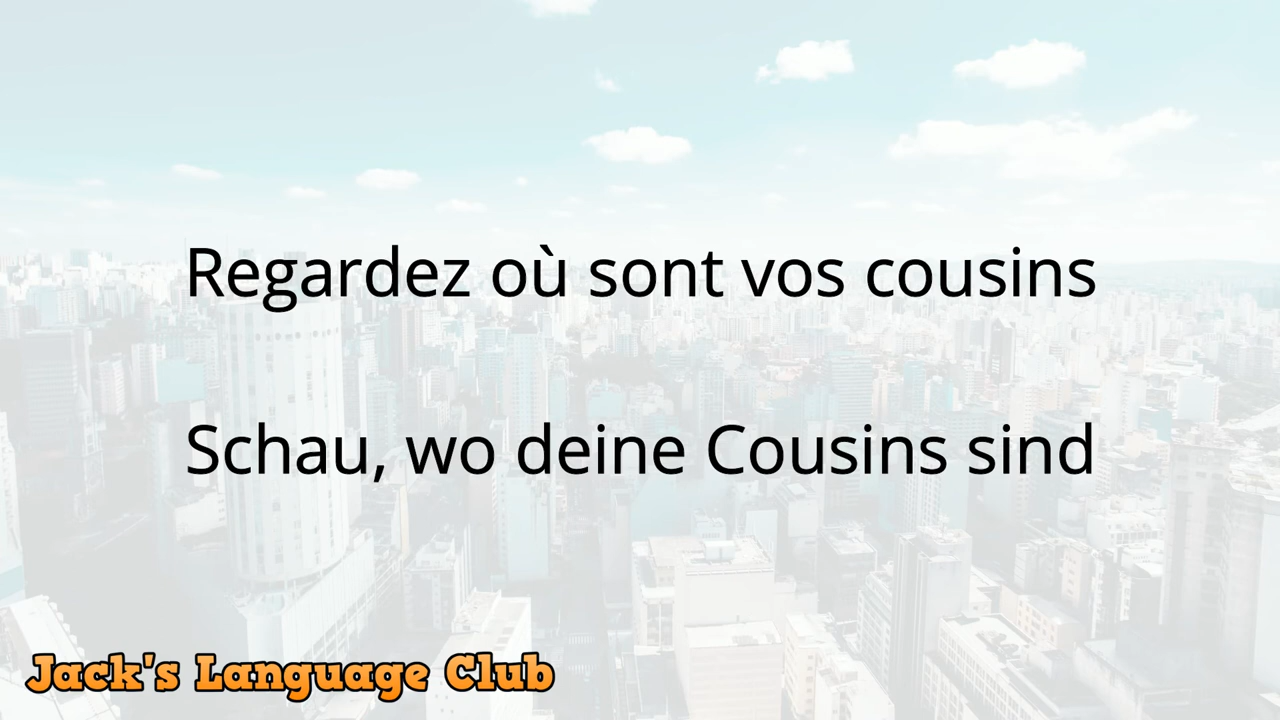 Regardez où sont vos cousins
Schau, wo deine Cousins sind
Jack's Language Club